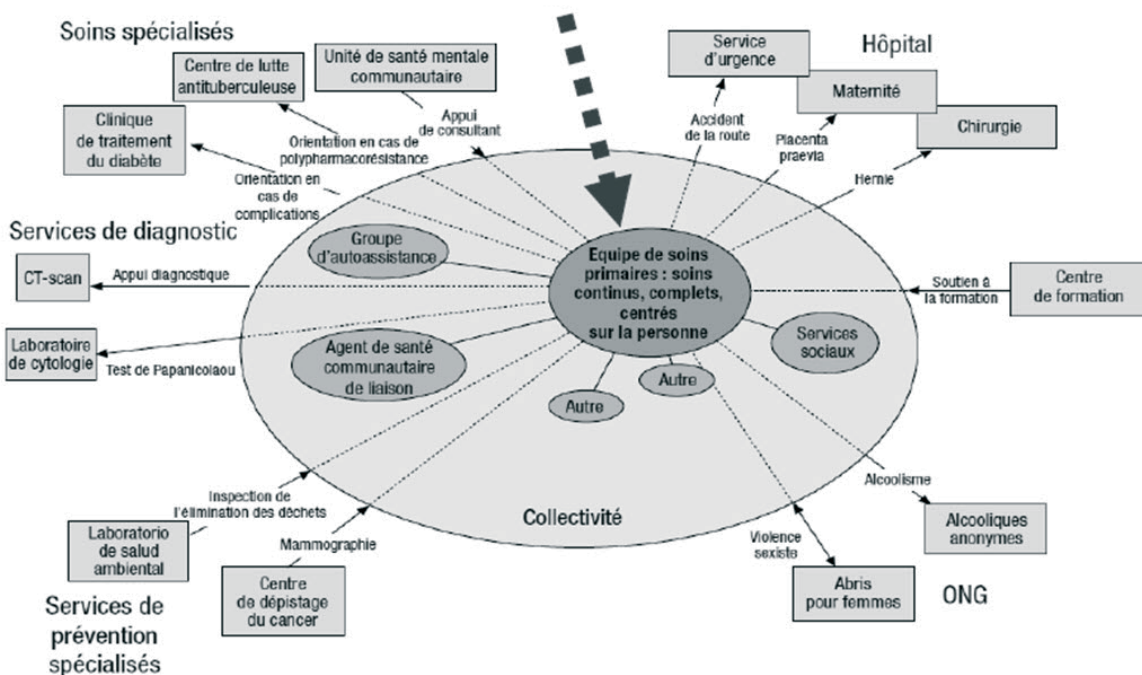 Soins spécialisés
Centre de lutte
antituberculeuse
Unité de santé mentale
communautaire
Clinique
de traitement
du diabète
Orientation en cas de
polypharmacorésistance
Appui
de consultant
Orientation en
cas de
complications
Service
d'urgence
Hôpital
Maternité
Chirurgie
Accident
de la route
Placenta
praevia
Hernie
Services de diagnostic
CT-scan
Appui diagnostique
Laboratoire
de cytologie
Test de Papanicolaou
Groupe
d'autoassistance
Equipe de soins
primaires : soins
continus, complets,
centrés
sur la personne
Agent de santé
communautaire
de liaison
Autre
Autre
Services
sociaux
Soutien à
la formation
Centre
de formation
Collectivité
Inspection de
l'élimination des déchets
Laboratorio
de salud
ambiental
Mammographie
Centre
de dépistage
du cancer
Services de
prévention
spécialisés
Alcoolisme
Alcooliques
anonymes
Violence
sexiste
Abris
pour femmes
ONG